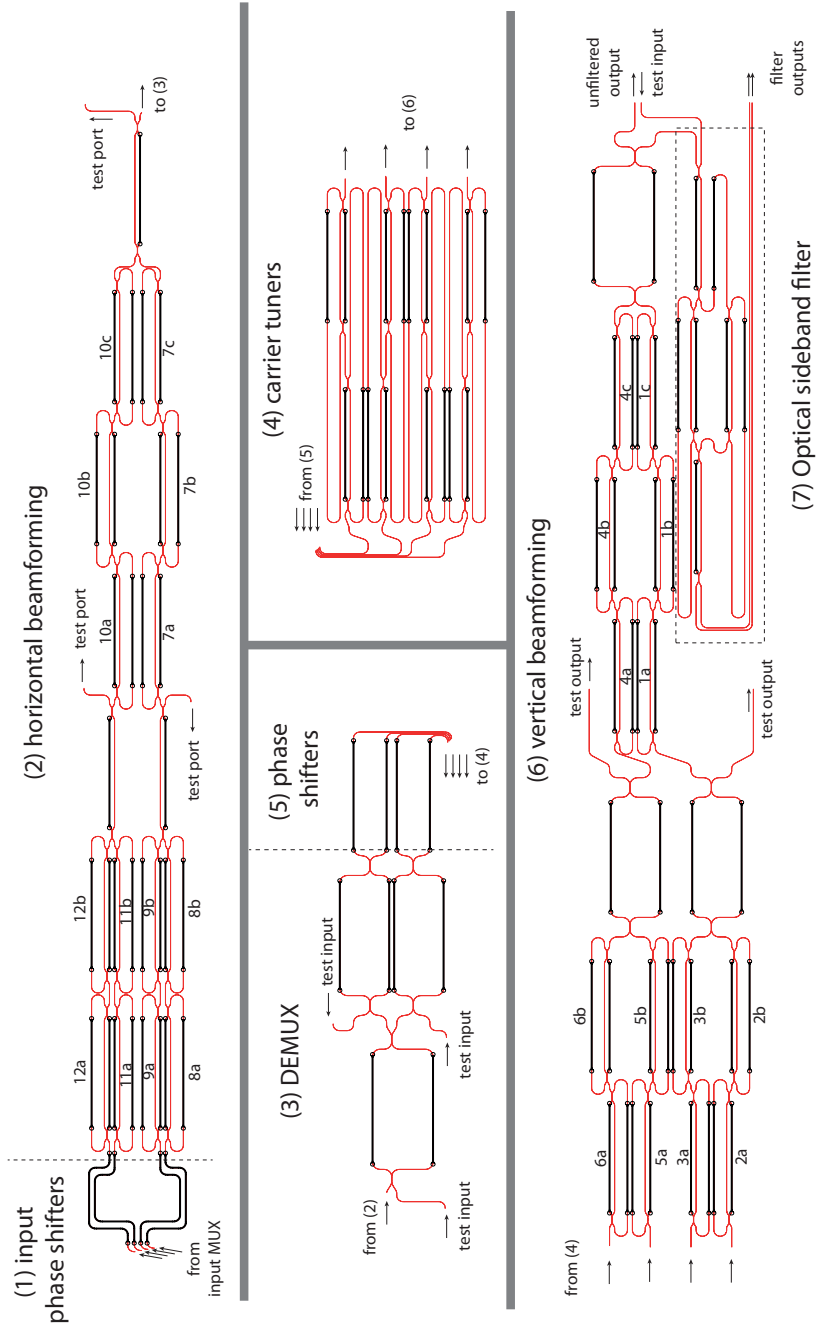 (1) input
phase shifters
from
input MUX
(2) horizontal beamforming
12a
11a
9a
8a
12b
11b
9b
8b
test port
test port
10a
7a
10b
7b
10c
7c
test port
to (3)
(3) DEMUX
from (2)
test input
test input
test input
(5) phase
shifters
to (4)
(4) carrier tuners
from (5)
to (6)
(6) vertical beamforming
from (4)
6a
5a
3a
2a
6b
5b
3b
2b
test output
test output
4a
1a
4b
1b
4c
1c
unfiltered
output
test input
filter
outputs
(7) Optical sideband filter